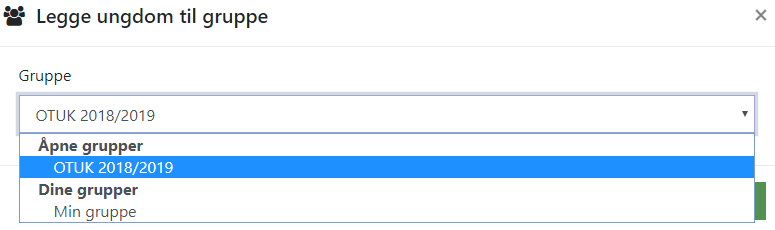 Legge ungdom til gruppe
Gruppe
OTUK 2018/2019
Åpne grupper
OTUK 2018/2019
Dine grupper
Min gruppe